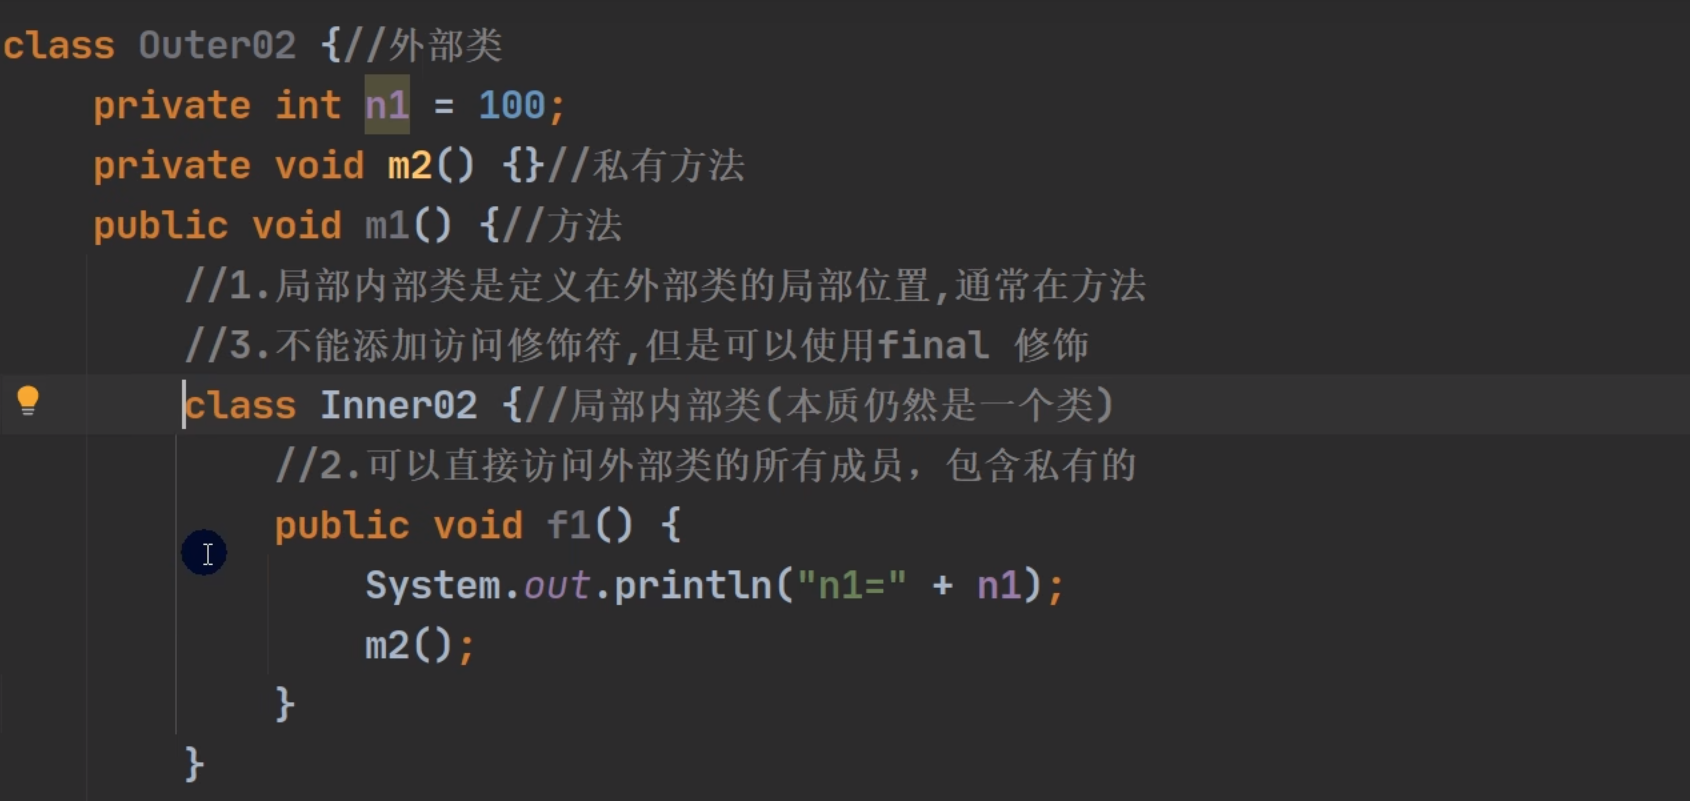 class Outer02 {//外部类
private int n1 = 100;
private void m2() {}//私有方法
public void m1() {//方法
//1.局部内部类是定义在外部类的局部位置,通常在方法
//3.不能添加访问修饰符,但是可以使用final 修饰
class Inner02 {//局部内部类(本质仍然是一个类)
//2.可以直接访问外部类的所有成员，包含私有的
public void f1() {
System.out.println("n1=" + n1);
m2();
}
}